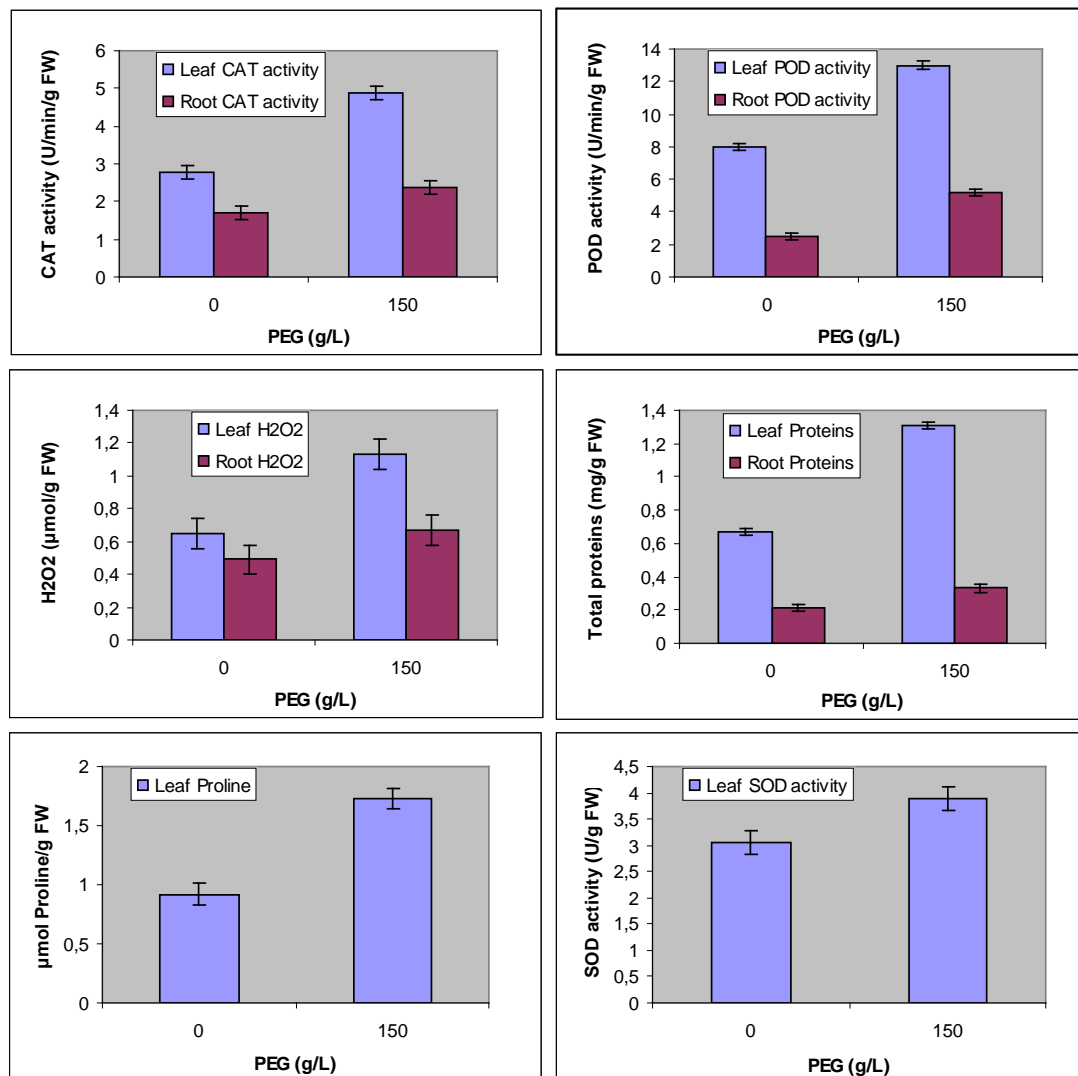 CAT activity (U/min/g FW)
6
5
4
3
2
1
0
Leaf CAT activity
Root CAT activity
0 150
PEG (g/L)
POD activity (U/min/g FW)
14
12
10
8
6
4
2
0
Leaf POD activity
Root POD activity
0 150
PEG (g/L)
H2O2 (µmol/g FW)
1,4
1,2
1
0,8
0,6
0,4
0,2
0
Leaf H2O2
Root H2O2
0 150
PEG (g/L)
Total proteins (mg/g FW)
1,4
1,2
1
0,8
0,6
0,4
0,2
0
Leaf Proteins
Root Proteins
0 150
PEG (g/L)
µmol Proline/g FW
2
1,5
1
0,5
0
Leaf Proline
0 150
PEG (g/L)
SOD activity (U/g FW)
4,5
4
3,5
3
2,5
2
1,5
1
0,5
0
Leaf SOD activity
0 150
PEG (g/L)